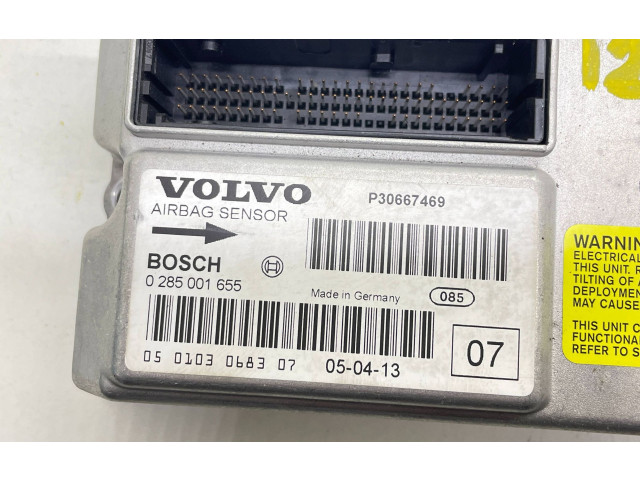 VOLVO
P30667469
AIRBAG SENSOR
BOSCH
0 285 001 655
Made in Germany
085
05 0103 0683 07
05-04-13
07
WARNIN
ELECTRICAL
THIS UNIT. R
TILTING OF A
DEPLOYMEN
MAY CAUSE
THIS UNIT C
FUNCTIONA
REFER TO S